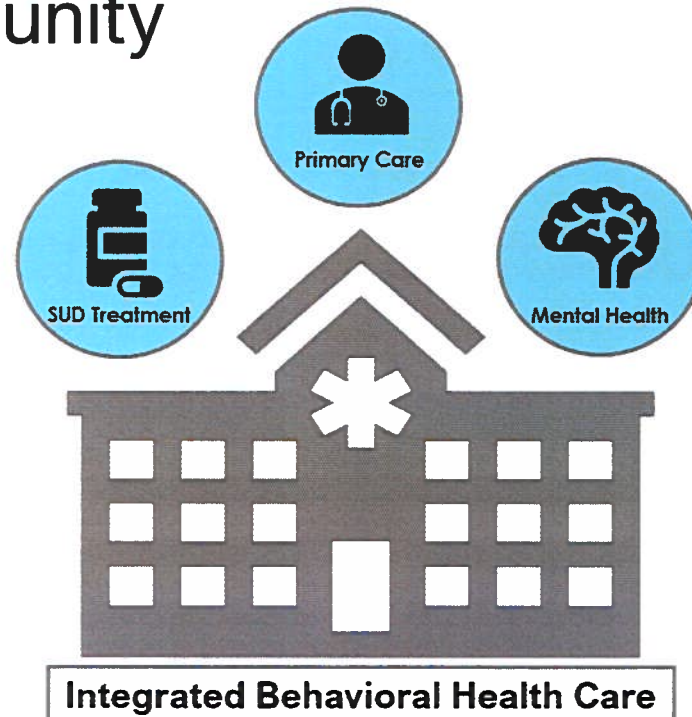 unity
Primary Care
SUD Treatment
Mental Health
Integrated Behavioral Health Care